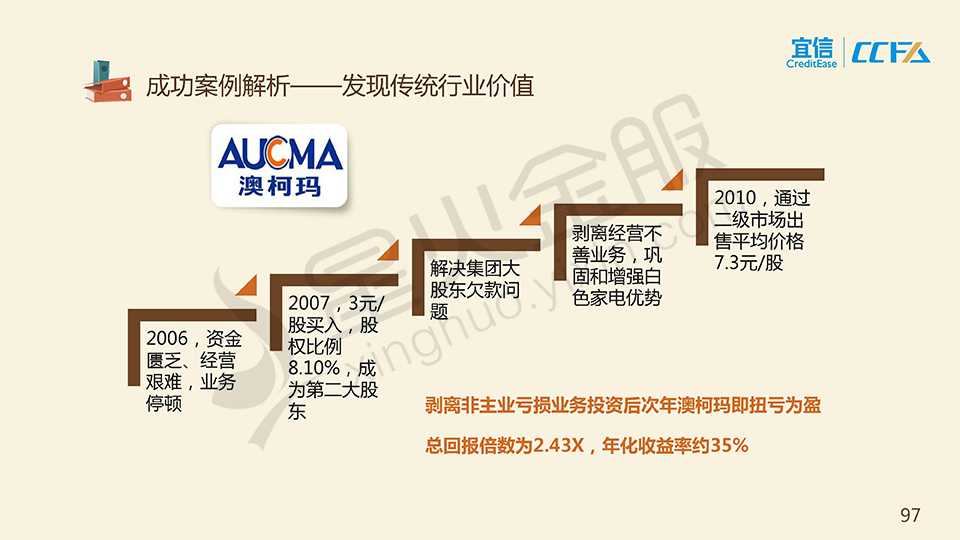 宜信
CreditEase
CCFA
成功案例解析——发现传统行业价值
AUCMA
澳柯玛
2006，资金
匮乏、经营
艰难，业务
停顿
2007，3元/
股买入，股
权比例
8.10%，成
为第二大股
东
解决集团大
股东欠款问
题
剥离经营不
善业务，巩
固和增强白
色家电优势
2010，通过
二级市场出
售平均价格
7.3元/股
剥离非主业亏损业务投资后次年澳柯玛即扭亏为盈
总回报倍数为2.43X，年化收益率约35%
星火金服
97